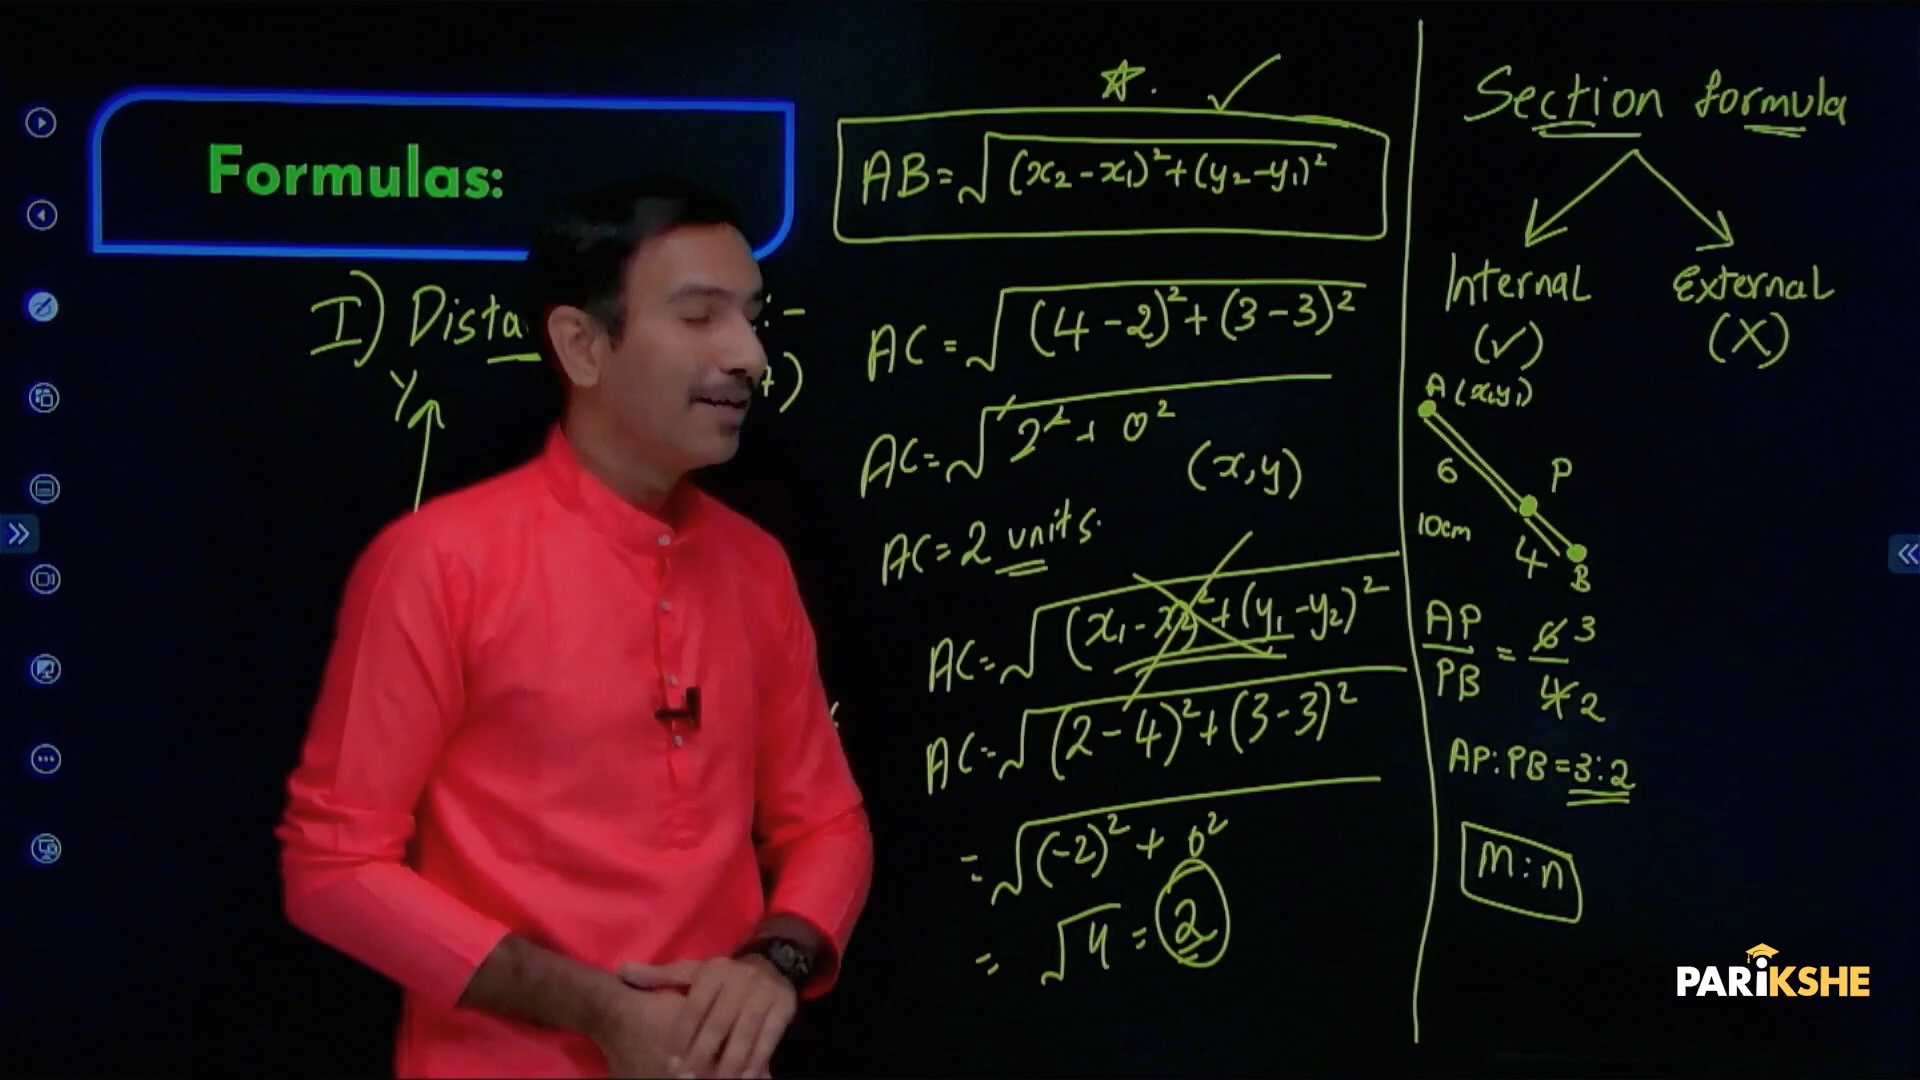 Formulas:
I) Dista :-
Y
AB=√(x₂-x₁)²+(y₂-y₁)²
AC=√(4-2)²+(3-3)²
AC=√2²+0²
(x,y)
AC=2 units.
AC=√(x₁-x₂)²+(y₁-y₂)²
AC=√(2-4)²+(3-3)²
=√(-2)²+0²
=√4=2
Section formula
Internal External
(✓) (X)
A(x₁y₁)
6 P
10cm
4 B
AP/PB = 6/4 3/2
AP:PB=3:2
m:n
PARiKSHE